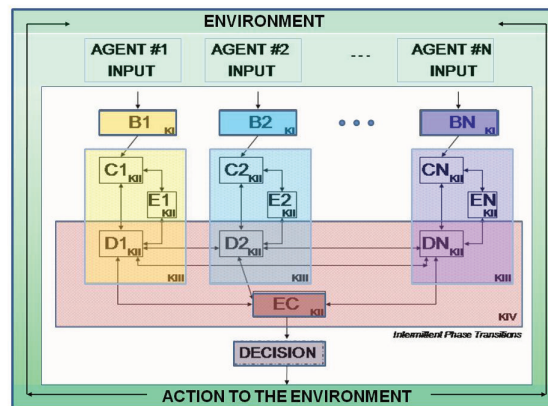 ENVIRONMENT
AGENT #1 AGENT #2 --- AGENT #N
INPUT INPUT INPUT
B1 KI B2 KI BN KI
C1 KII C2 KII CN KII
E1 KII E2 KII EN KII
D1 KII D2 KII DN KII
KIII KIII KIII
EC KII
KIV
Intermittent Phase Transitions
DECISION
ACTION TO THE ENVIRONMENT